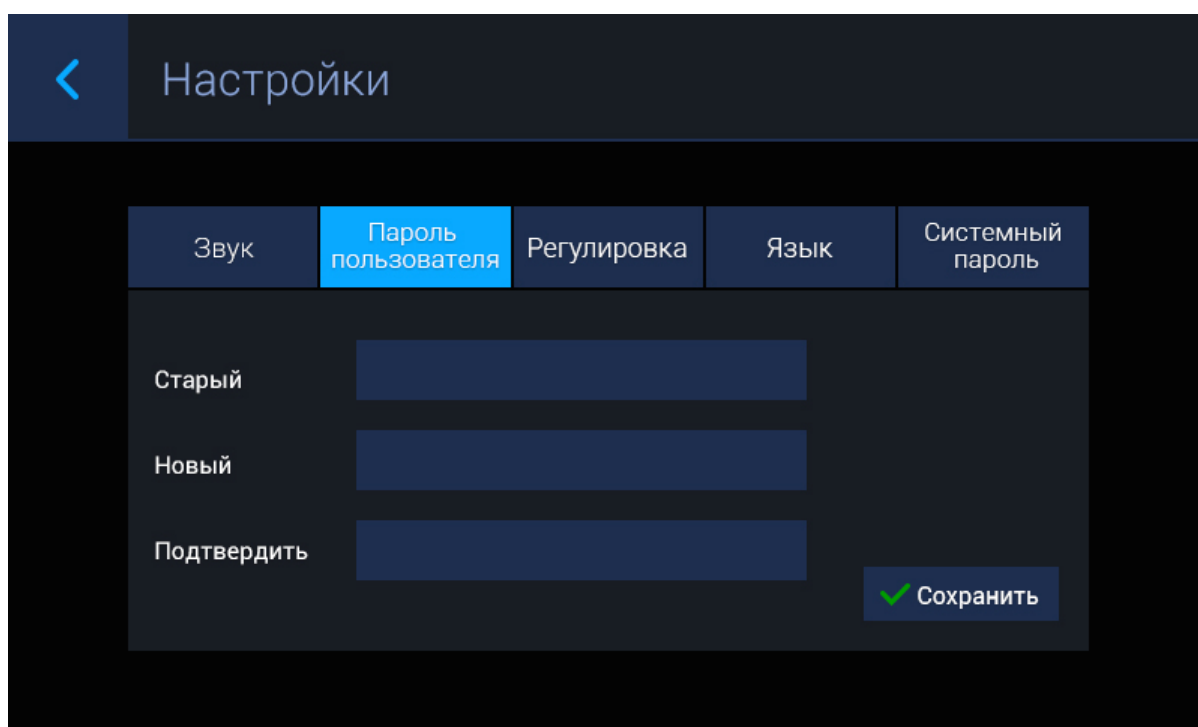 Настройки
Звук
Пароль
пользователя
Регулировка
Язык
Системный
пароль
Старый
Новый
Подтвердить
Сохранить